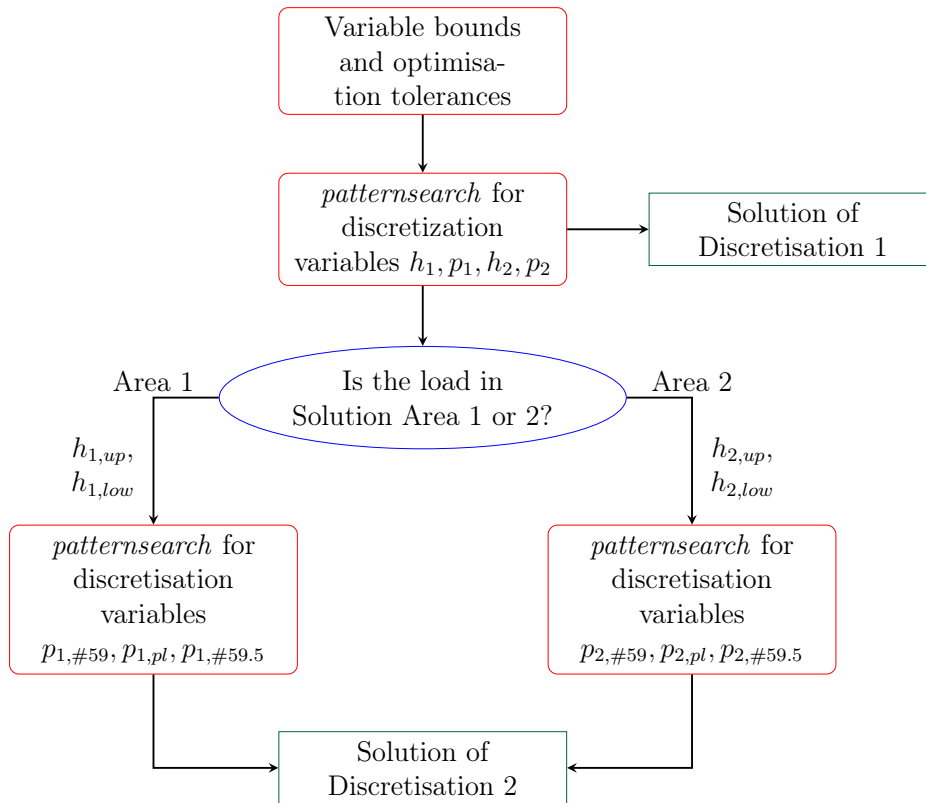 Variable bounds
and optimisa-
tion tolerances
patternsearch for
discretization
variables h₁, p₁, h₂, p₂
Solution of
Discretisation 1
Area 1
Is the load in
Solution Area 1 or 2?
Area 2
h₁,up,
h₁,low
h₂,up,
h₂,low
patternsearch for
discretisation
variables
p₁,#59, p₁,pl, p₁,#59.5
patternsearch for
discretisation
variables
p₂,#59, p₂,pl, p₂,#59.5
Solution of
Discretisation 2